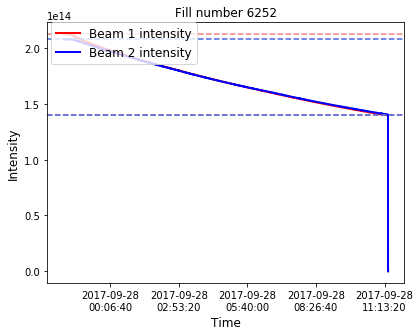 Fill number 6252
1e14
Beam 1 intensity
Beam 2 intensity
2.0
1.5
1.0
0.5
0.0
Intensity
2017-09-28
00:06:40
2017-09-28
02:53:20
2017-09-28
05:40:00
2017-09-28
08:26:40
2017-09-28
11:13:20
Time